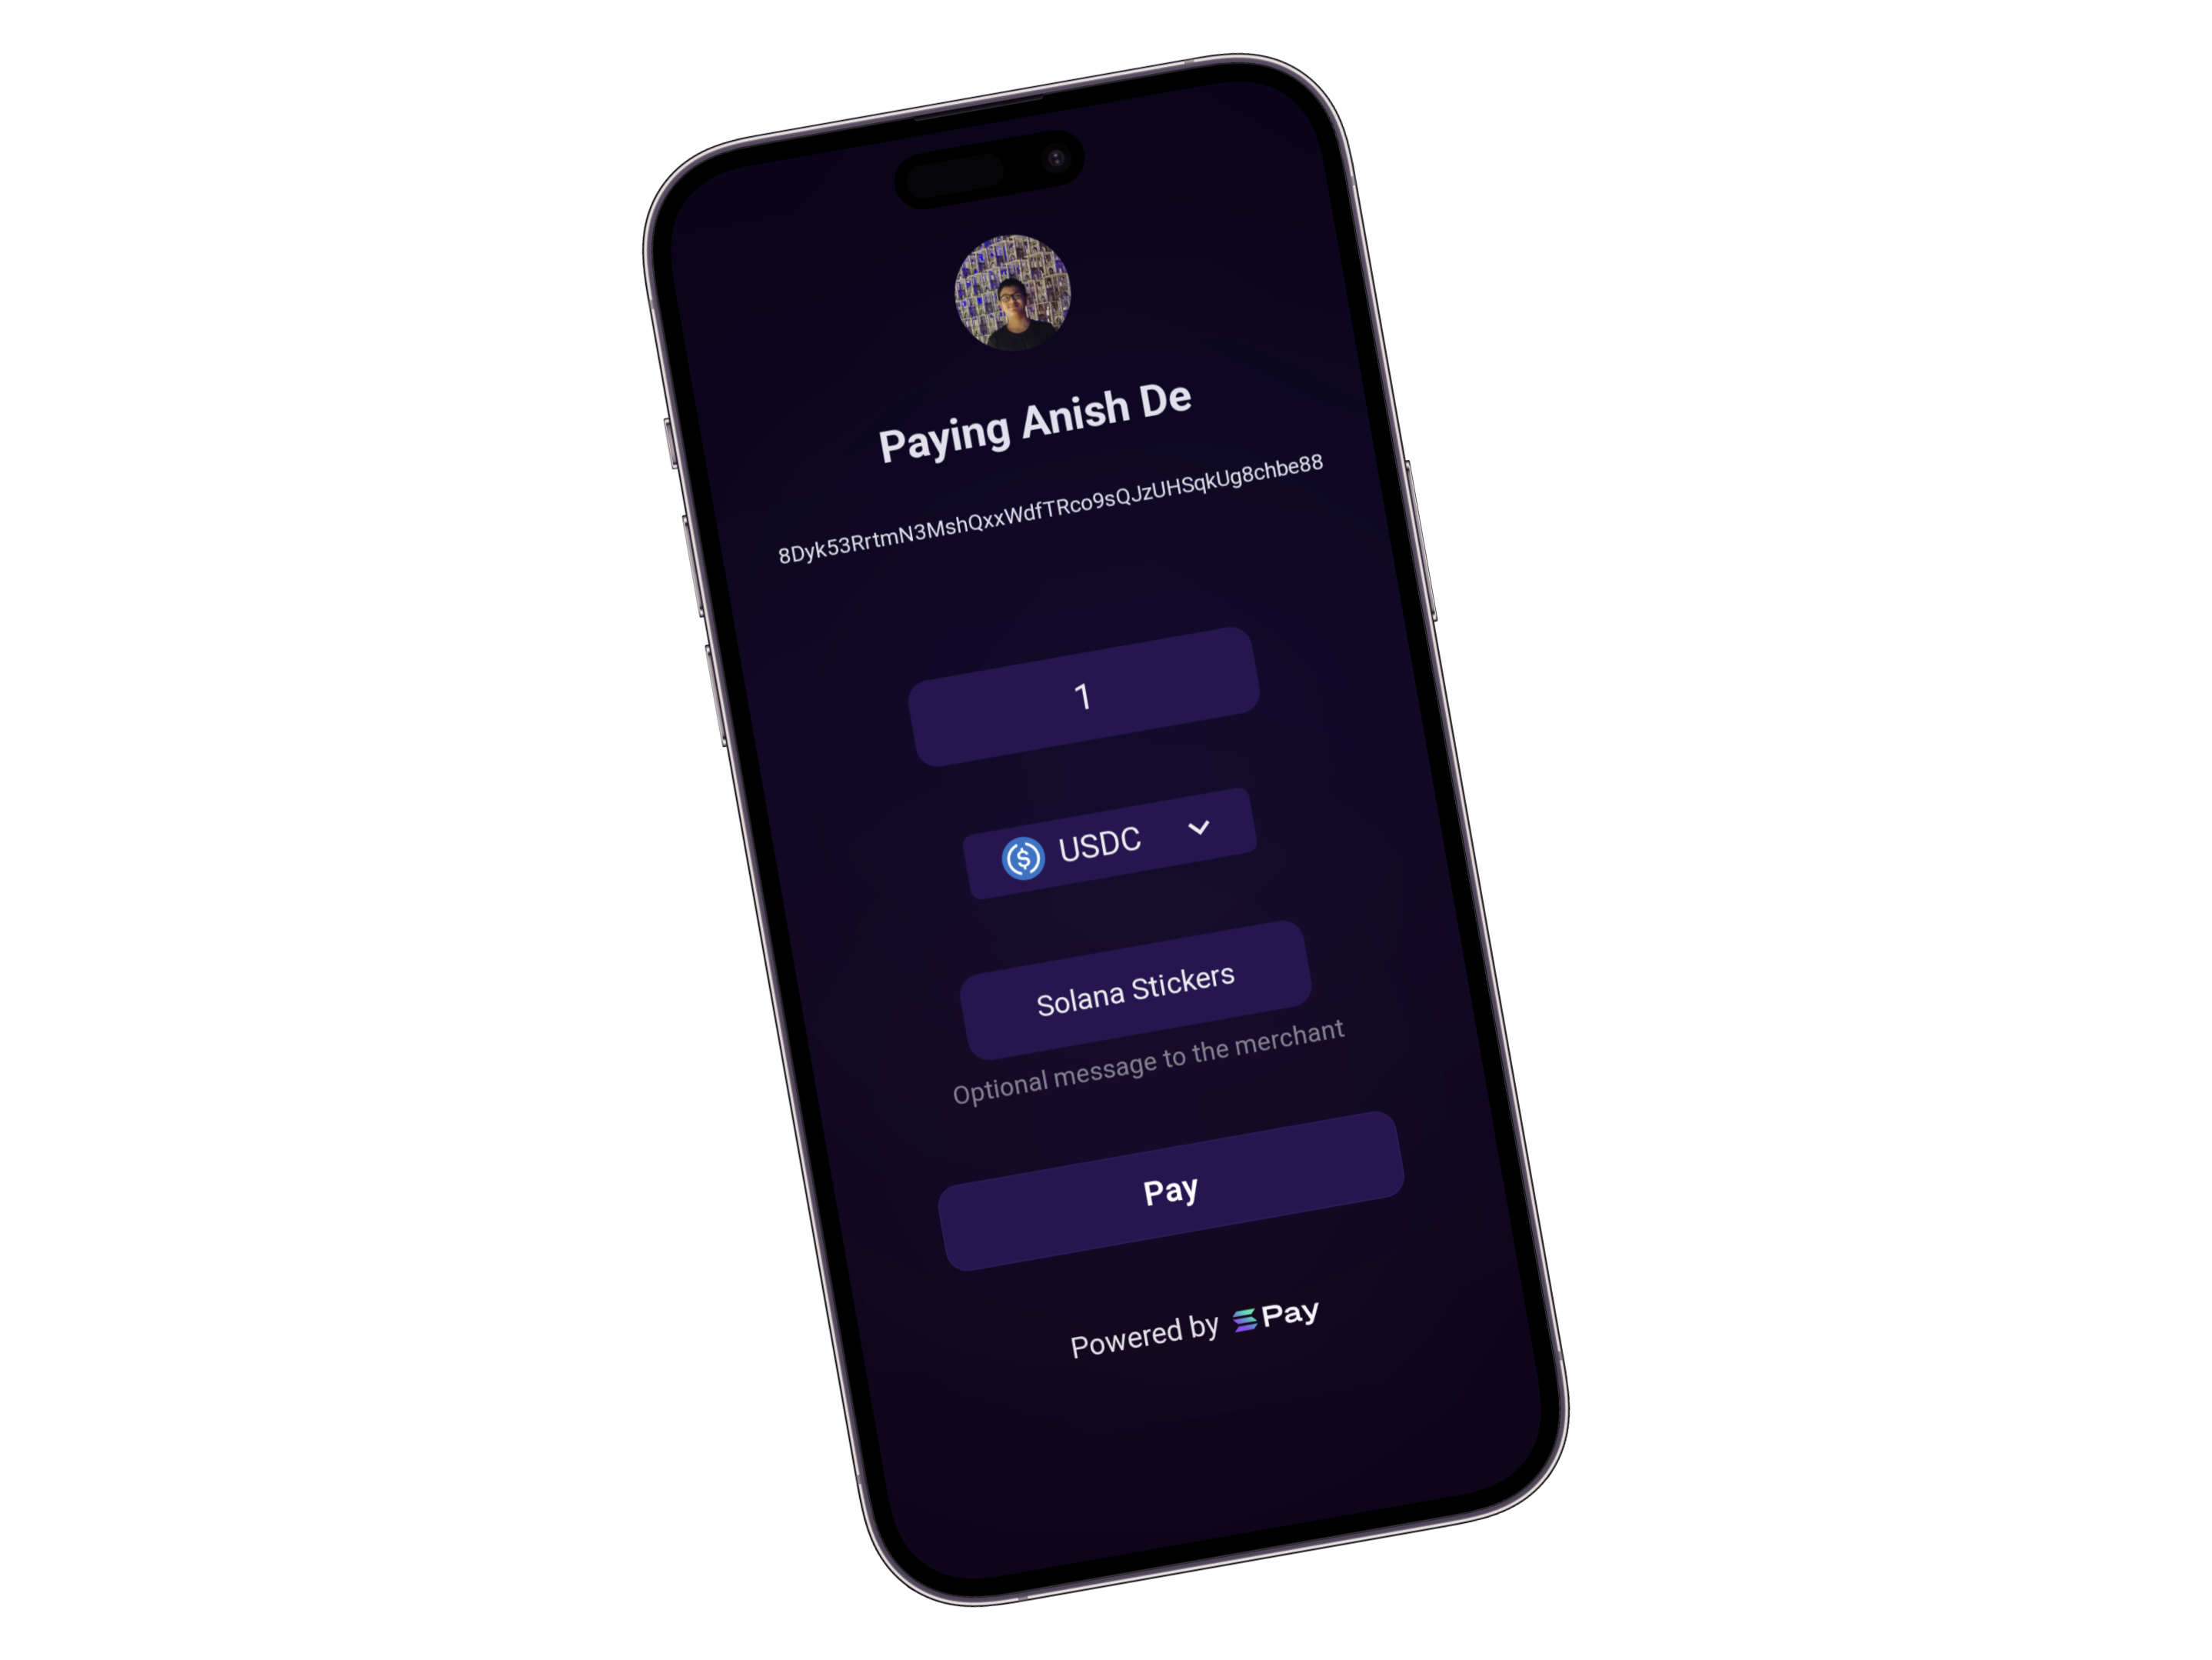 Paying Anish De
8Dyk53RrtmN3MshQxxWdfTRco9sQJzUHSqkUg8chbe88
1
USDC
Solana Stickers
Optional message to the merchant
Pay
Powered by Pay